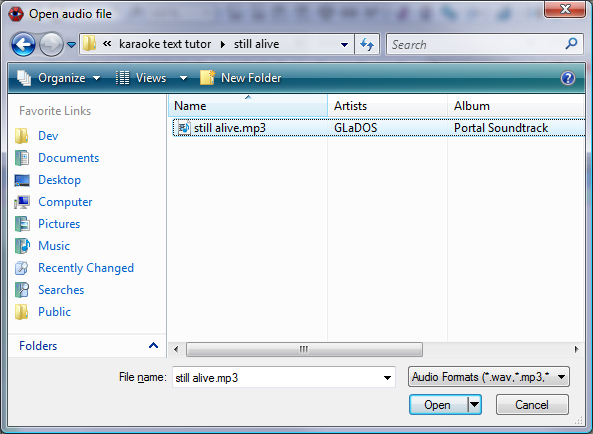 Open audio file
« karaoke text tutor still alive
Search
Organize Views New Folder
Favorite Links
Dev
Documents
Desktop
Computer
Pictures
Music
Recently Changed
Searches
Public
Folders
Name Artists Album
still alive.mp3 GLaDOS Portal Soundtrack
File name: still alive.mp3
Audio Formats (*.wav,*.mp3,*
Open Cancel